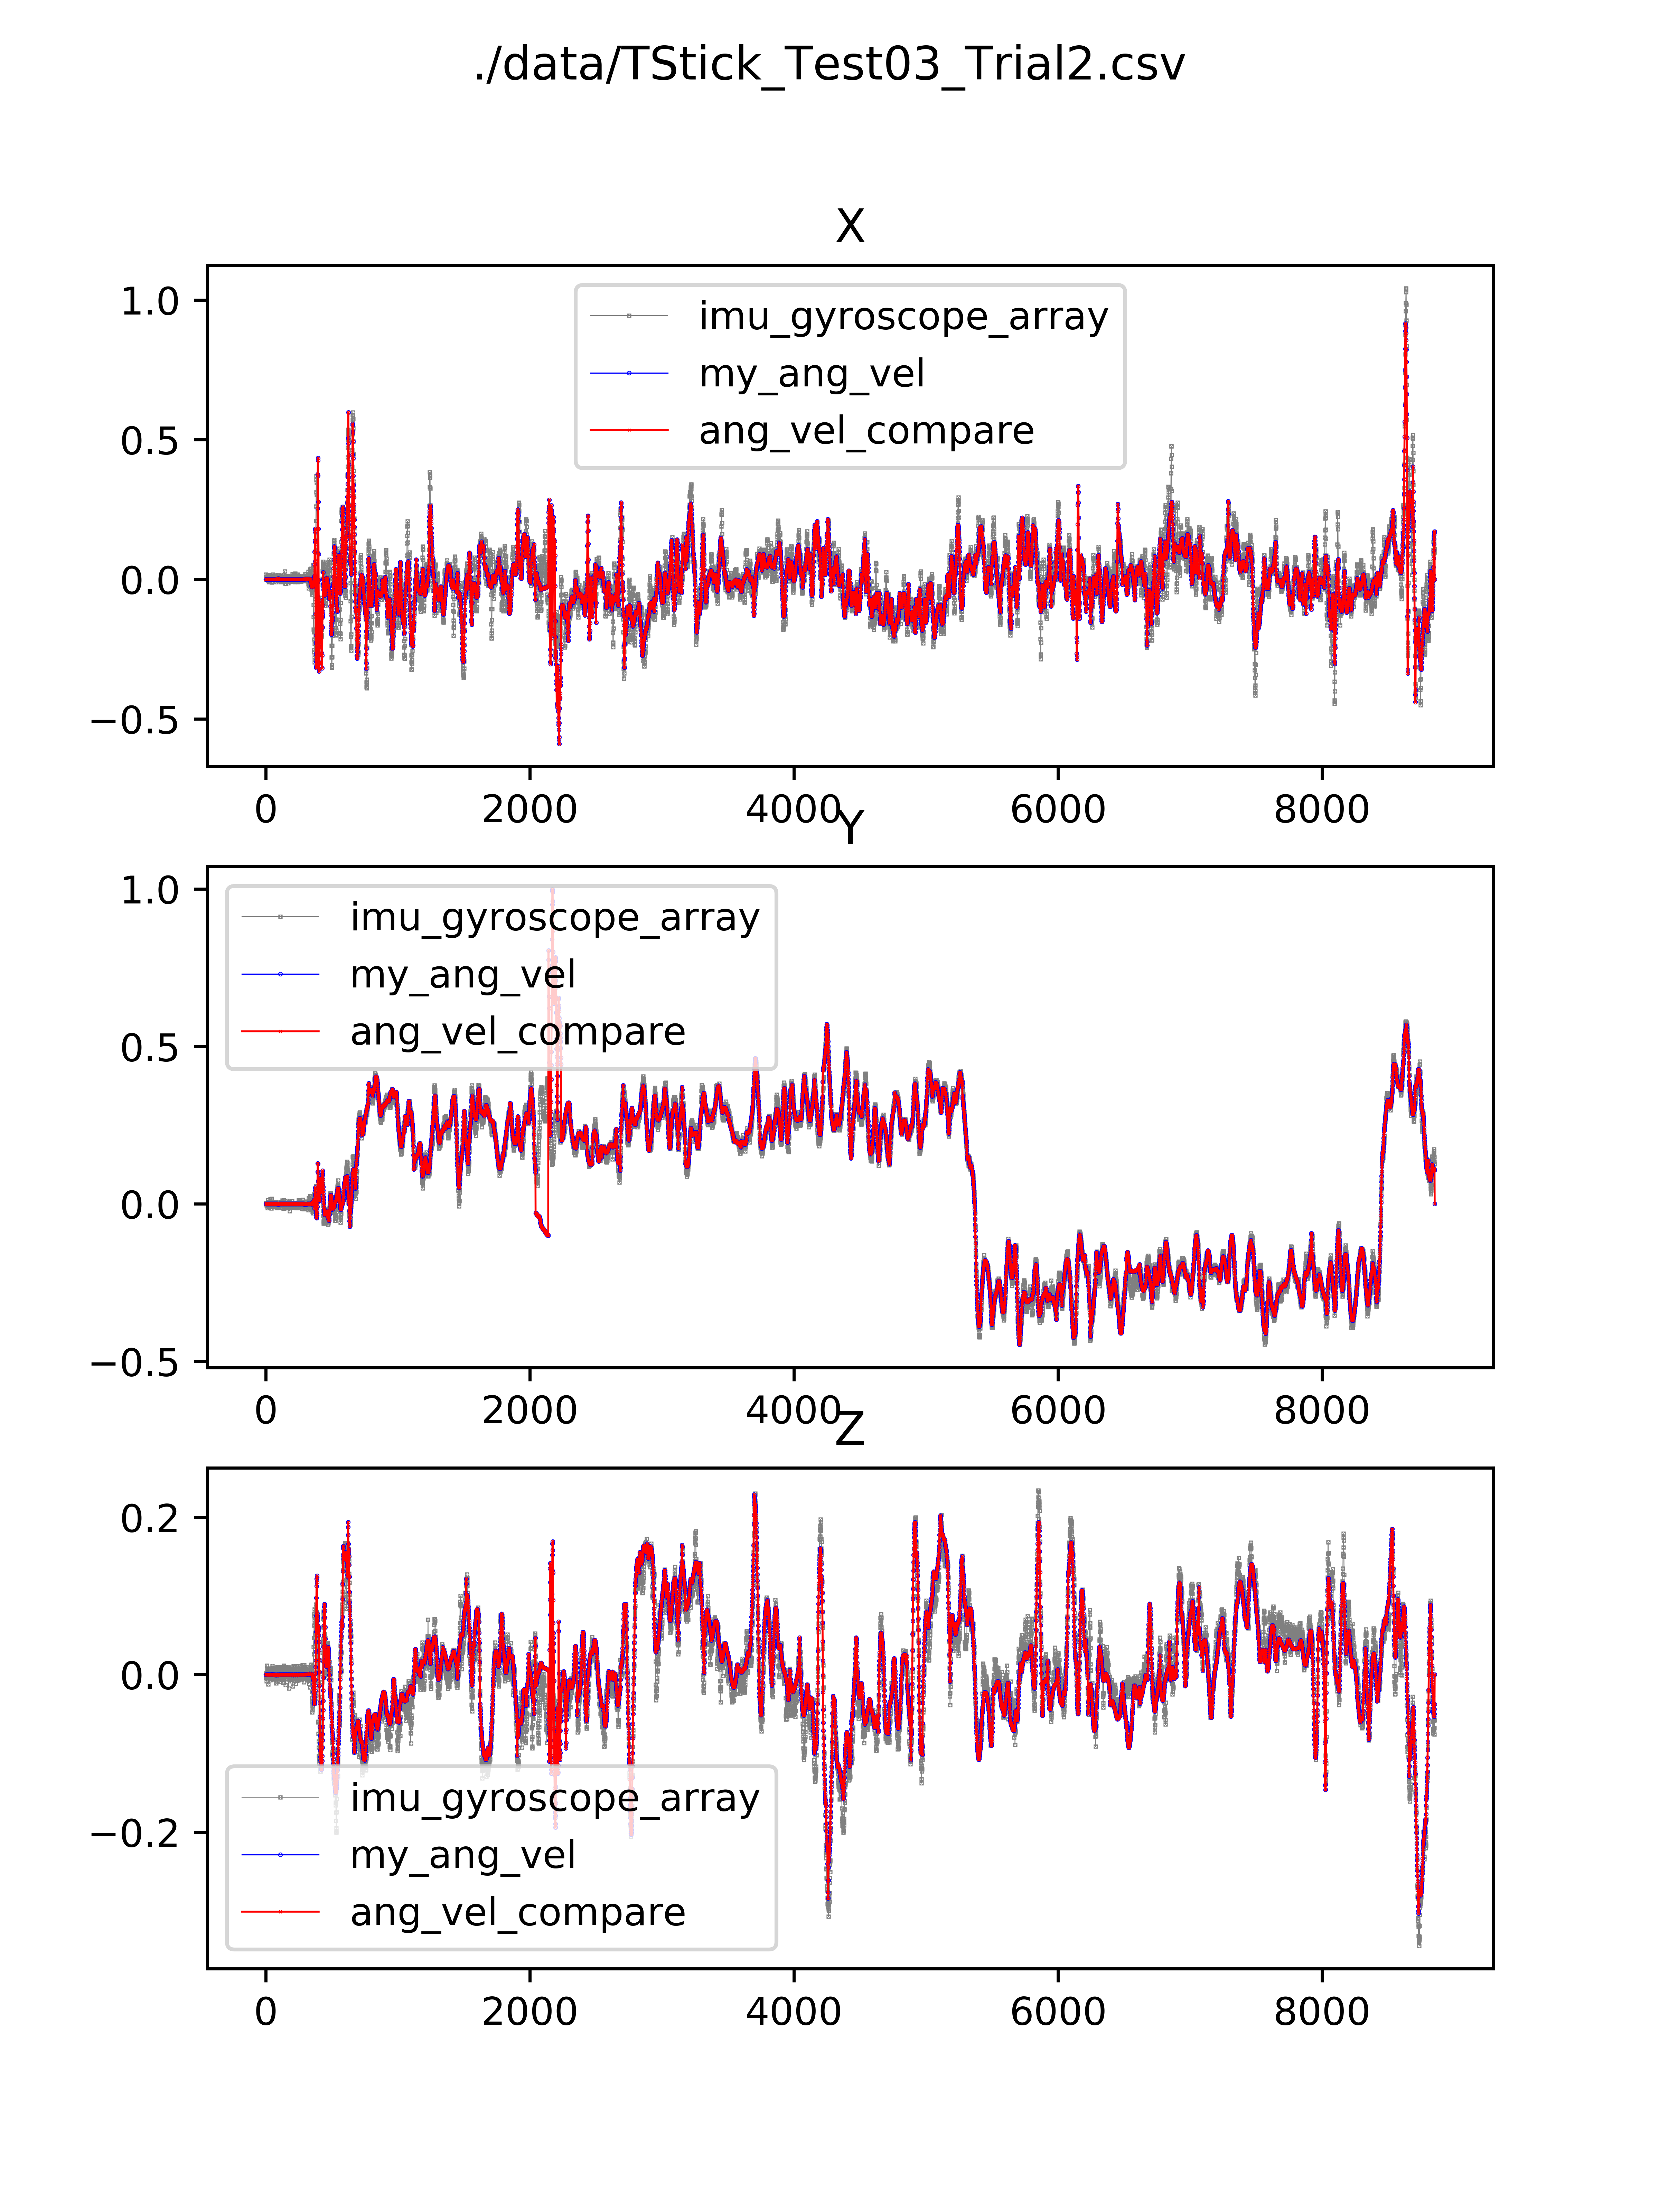 ./data/TStick_Test03_Trial2.csv
X
imu_gyroscope_array
my_ang_vel
ang_vel_compare
1.0
0.5
0.0
−0.5
0 2000 4000 6000 8000
Y
imu_gyroscope_array
my_ang_vel
ang_vel_compare
1.0
0.5
0.0
−0.5
0 2000 4000 6000 8000
Z
0.2
0.0
−0.2
imu_gyroscope_array
my_ang_vel
ang_vel_compare
0 2000 4000 6000 8000